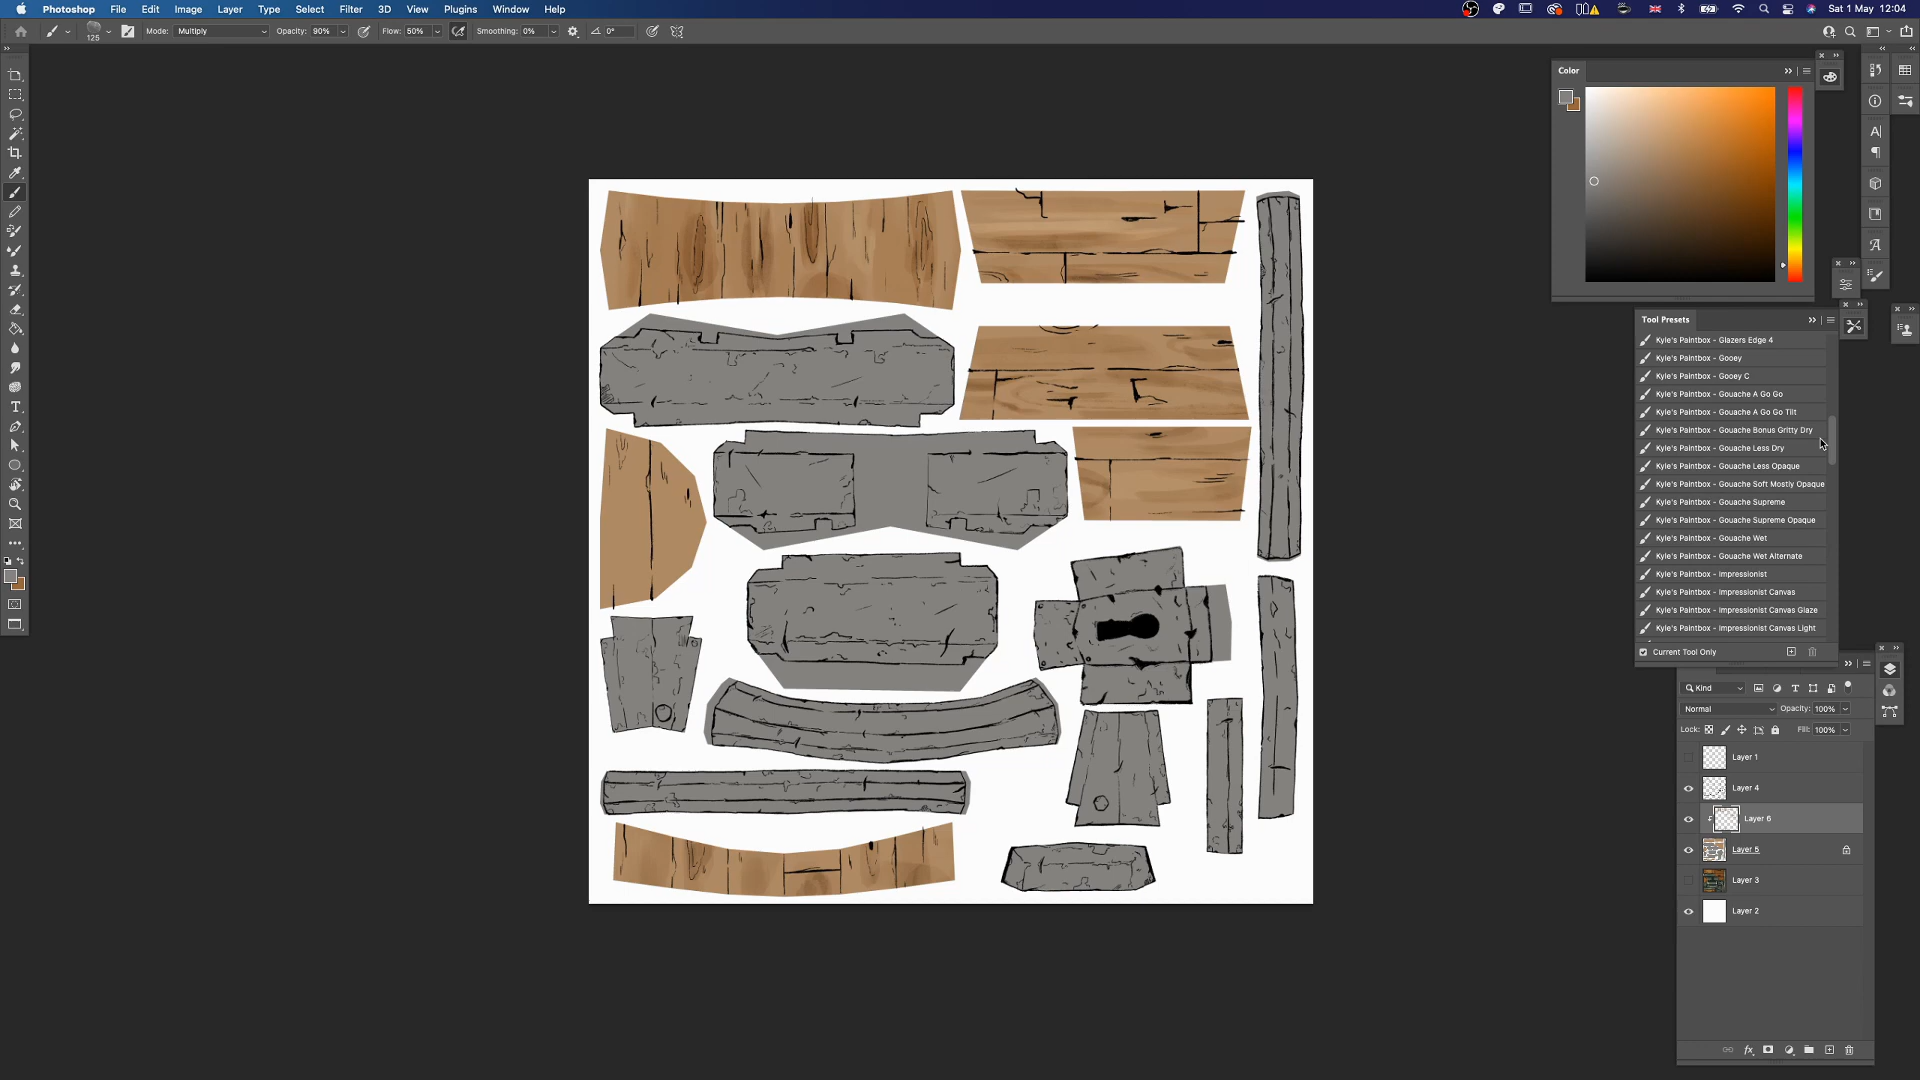 Photoshop File Edit Image Layer Type Select Filter 3D View Plugins Window Help Sat 1 May 12:04
125 Mode: Multiply Opacity: 90% Flow: 50% Smoothing: 0% 0°
Color
Tool Presets
Kyle's Paintbox - Glazers Edge 4
Kyle's Paintbox - Gooey
Kyle's Paintbox - Gooey C
Kyle's Paintbox - Gouache A Go Go
Kyle's Paintbox - Gouache A Go Go Tilt
Kyle's Paintbox - Gouache Bonus Gritty Dry
Kyle's Paintbox - Gouache Less Dry
Kyle's Paintbox - Gouache Less Opaque
Kyle's Paintbox - Gouache Soft Mostly Opaque
Kyle's Paintbox - Gouache Supreme
Kyle's Paintbox - Gouache Supreme Opaque
Kyle's Paintbox - Gouache Wet
Kyle's Paintbox - Gouache Wet Alternate
Kyle's Paintbox - Impressionist
Kyle's Paintbox - Impressionist Canvas
Kyle's Paintbox - Impressionist Canvas Glaze
Kyle's Paintbox - Impressionist Canvas Light
Current Tool Only
Kind
Normal Opacity: 100%
Lock: Fill: 100%
Layer 1
Layer 4
Layer 6
Layer 5
Layer 3
Layer 2
fx